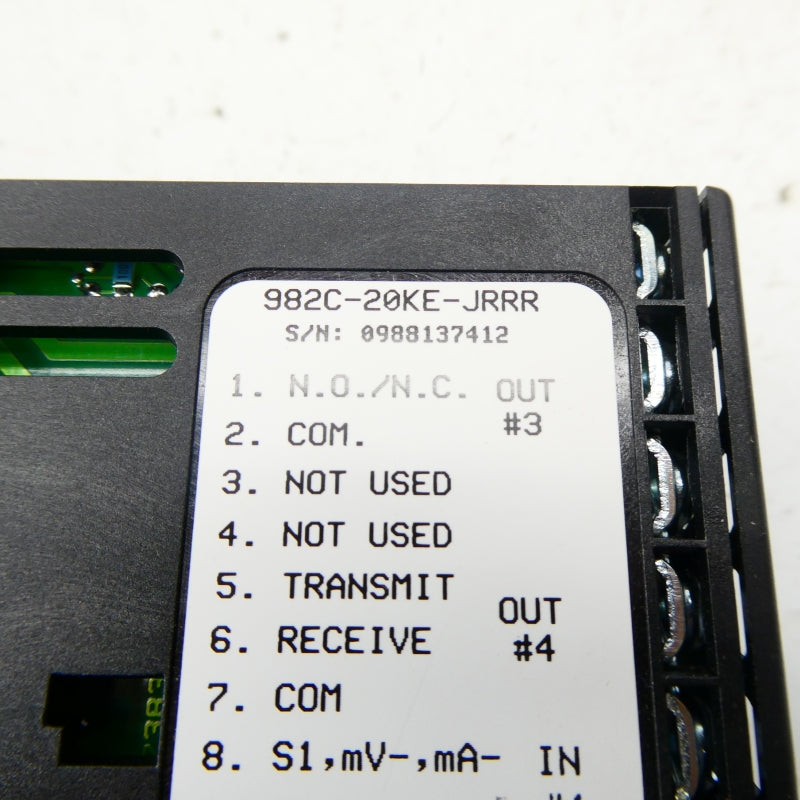 982C-20KE-JRRR
S/N: 0988137412
1. N.O./N.C. OUT
#3
2. COM.
3. NOT USED
4. NOT USED
5. TRANSMIT
OUT
6. RECEIVE #4
7. COM
8. S1,mV-,mA- IN